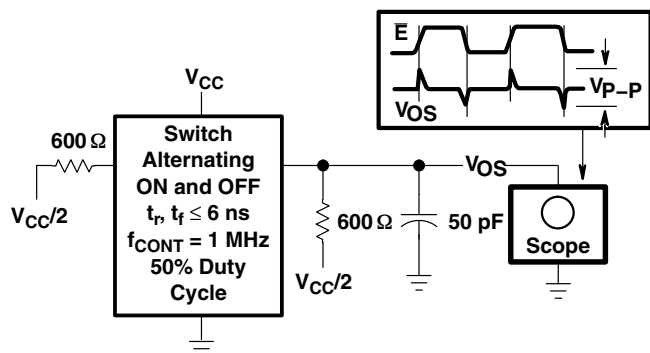 E̅
V_P–P
V_OS
V_CC
600 Ω
Switch
Alternating
ON and OFF
t_r, t_f ≤ 6 ns
f_CONT = 1 MHz
50% Duty
Cycle
V_CC/2
V_OS
600 Ω
50 pF
V_CC/2
Scope